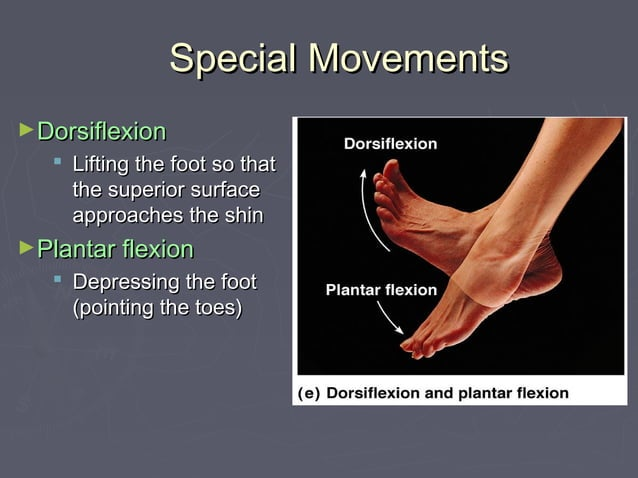 Special Movements
►Dorsiflexion
▪ Lifting the foot so that
the superior surface
approaches the shin
►Plantar flexion
▪ Depressing the foot
(pointing the toes)
Dorsiflexion
Plantar flexion
(e) Dorsiflexion and plantar flexion